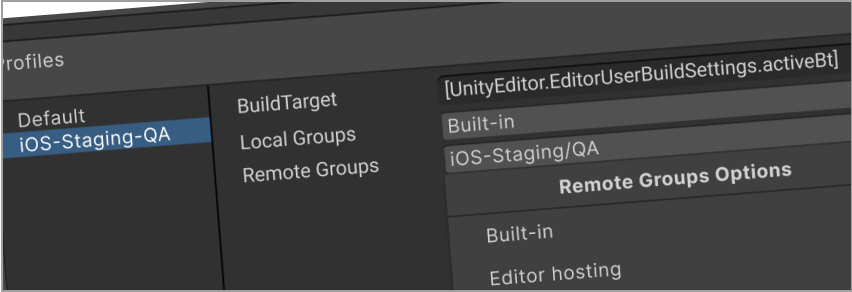 Profiles
Default
iOS-Staging-QA
BuildTarget
[UnityEditor.EditorUserBuildSettings.activeBt]
Local Groups
Built-in
Remote Groups
iOS-Staging/QA
Remote Groups Options
Built-in
Editor hosting